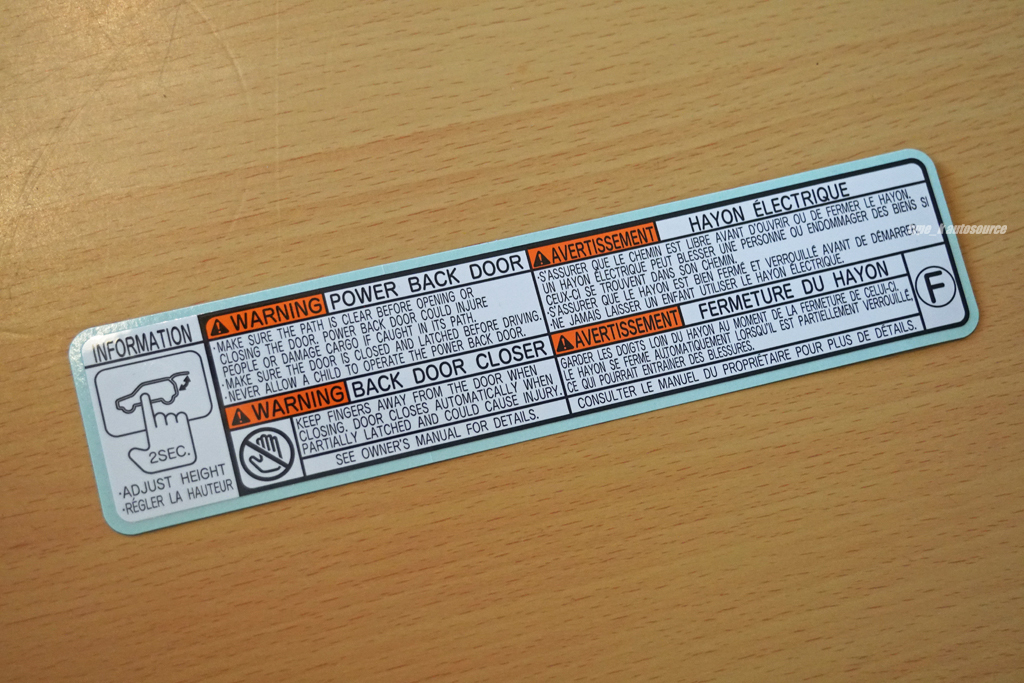 INFORMATION
2SEC.
·ADJUST HEIGHT
·RÉGLER LA HAUTEUR
WARNING POWER BACK DOOR
·MAKE SURE THE PATH IS CLEAR BEFORE OPENING OR
CLOSING THE DOOR. POWER BACK DOOR COULD INJURE
PEOPLE OR DAMAGE CARGO IF CAUGHT IN ITS PATH.
·MAKE SURE THE DOOR IS CLOSED AND LATCHED BEFORE DRIVING.
·NEVER ALLOW A CHILD TO OPERATE THE POWER BACK DOOR.
WARNING BACK DOOR CLOSER
KEEP FINGERS AWAY FROM THE DOOR WHEN
CLOSING. DOOR CLOSES AUTOMATICALLY WHEN
PARTIALLY LATCHED AND COULD CAUSE INJURY.
SEE OWNER'S MANUAL FOR DETAILS.
AVERTISSEMENT HAYON ÉLECTRIQUE
·S'ASSURER QUE LE CHEMIN EST LIBRE AVANT D'OUVRIR OU DE FERMER LE HAYON.
UN HAYON ÉLECTRIQUE PEUT BLESSER UNE PERSONNE OU ENDOMMAGER DES BIENS SI
CEUX-CI SE TROUVENT DANS SON CHEMIN.
·S'ASSURER QUE LE HAYON EST BIEN FERMÉ ET VERROUILLÉ AVANT DE DÉMARRER.
·NE JAMAIS LAISSER UN ENFANT UTILISER LE HAYON ÉLECTRIQUE.
AVERTISSEMENT FERMETURE DU HAYON
GARDER LES DOIGTS LOIN DU HAYON AU MOMENT DE LA FERMETURE DE CELUI-CI.
LE HAYON SE FERME AUTOMATIQUEMENT LORSQU'IL EST PARTIELLEMENT VERROUILLÉ,
CE QUI POURRAIT ENTRAÎNER DES BLESSURES.
CONSULTER LE MANUEL DU PROPRIÉTAIRE POUR PLUS DE DÉTAILS.
F
autosource